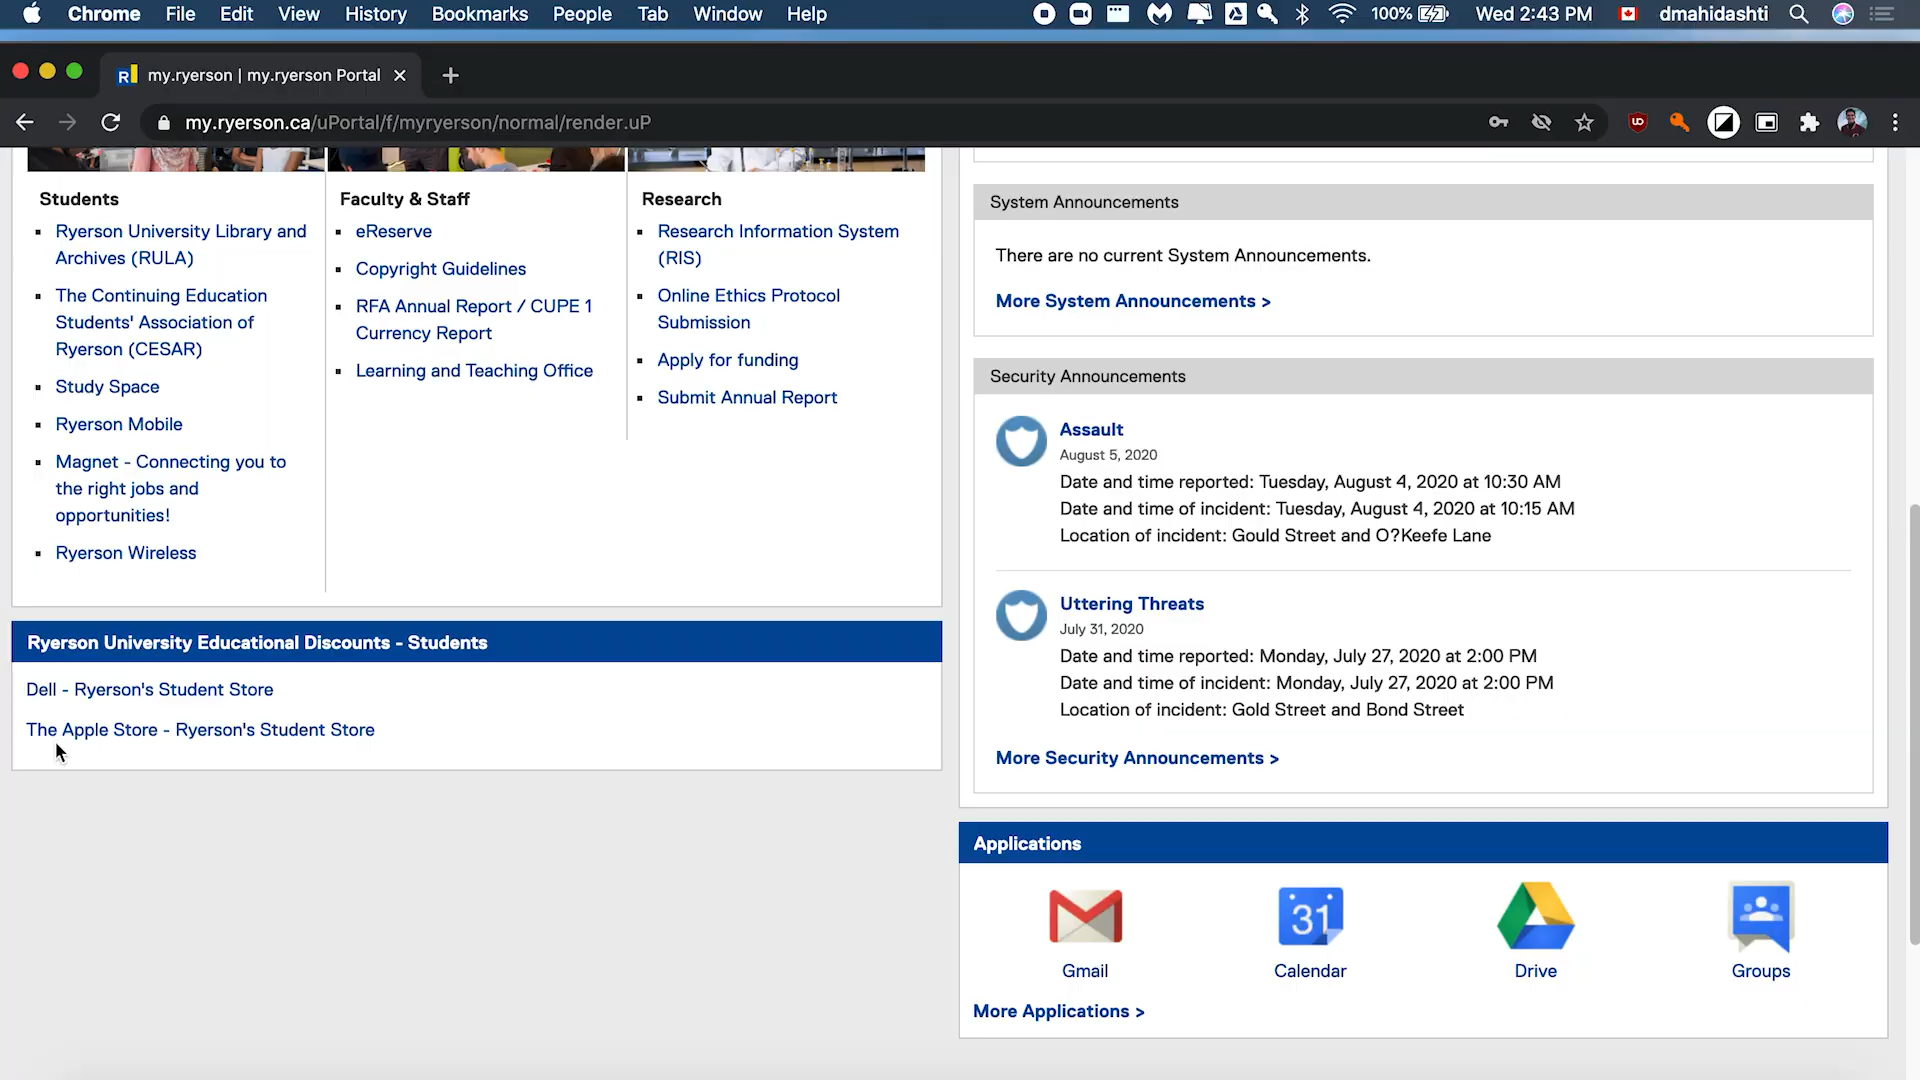 Chrome File Edit View History Bookmarks People Tab Window Help 100% Wed 2:43 PM dmahidashti
my.ryerson | my.ryerson Portal
my.ryerson.ca/uPortal/f/myryerson/normal/render.uP
Students
Ryerson University Library and
Archives (RULA)
The Continuing Education
Students' Association of
Ryerson (CESAR)
Study Space
Ryerson Mobile
Magnet - Connecting you to
the right jobs and
opportunities!
Ryerson Wireless
Faculty & Staff
eReserve
Copyright Guidelines
RFA Annual Report / CUPE 1
Currency Report
Learning and Teaching Office
Research
Research Information System
(RIS)
Online Ethics Protocol
Submission
Apply for funding
Submit Annual Report
Ryerson University Educational Discounts - Students
Dell - Ryerson's Student Store
The Apple Store - Ryerson's Student Store
System Announcements
There are no current System Announcements.
More System Announcements >
Security Announcements
Assault
August 5, 2020
Date and time reported: Tuesday, August 4, 2020 at 10:30 AM
Date and time of incident: Tuesday, August 4, 2020 at 10:15 AM
Location of incident: Gould Street and O?Keefe Lane
Uttering Threats
July 31, 2020
Date and time reported: Monday, July 27, 2020 at 2:00 PM
Date and time of incident: Monday, July 27, 2020 at 2:00 PM
Location of incident: Gold Street and Bond Street
More Security Announcements >
Applications
31
Gmail Calendar Drive Groups
More Applications >